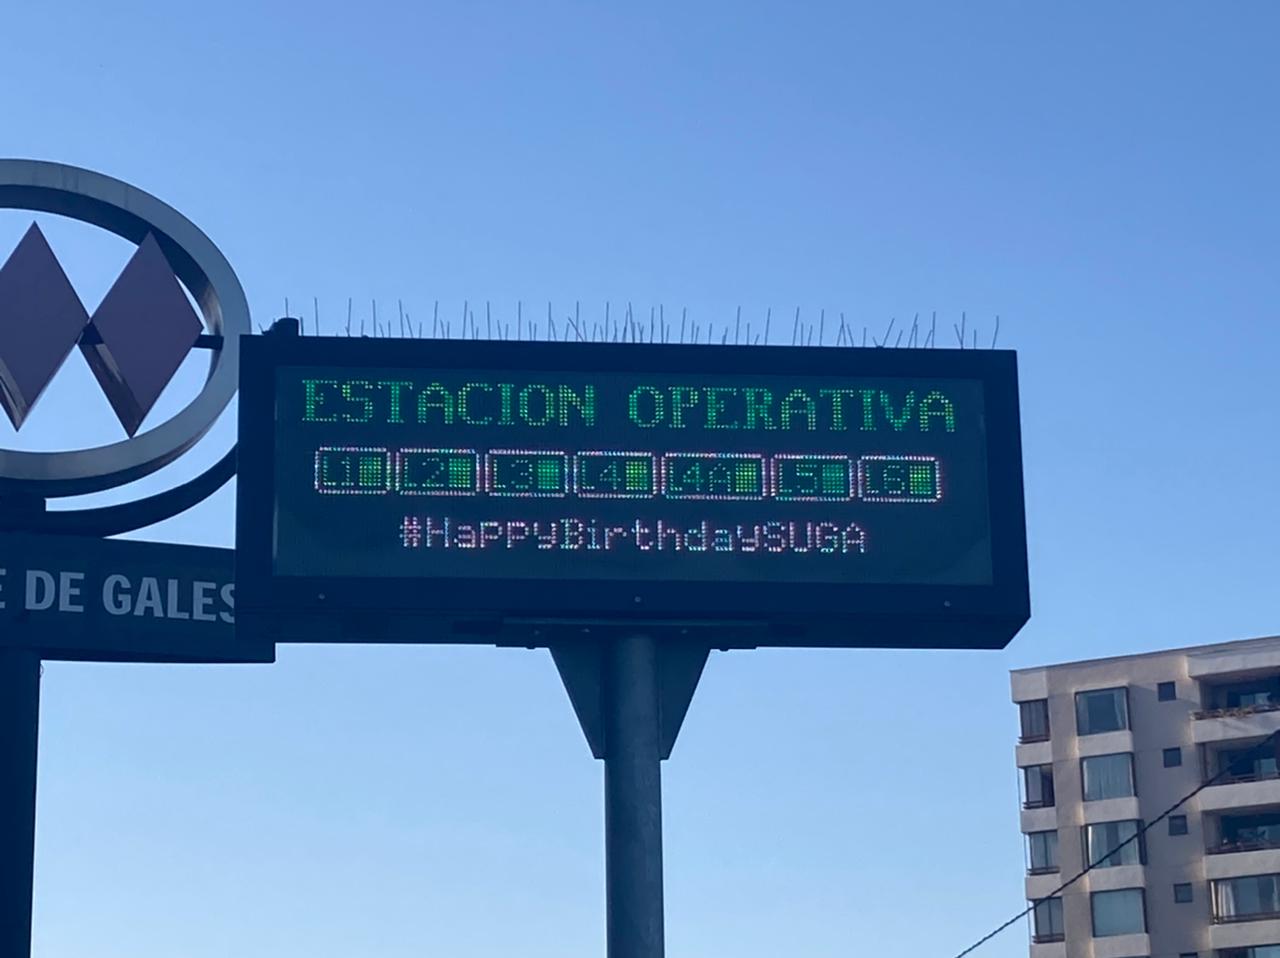 ESTACION OPERATIVA
L1 L2 L3 L4 L4A L5 L6
#HappyBirthdaySUGA
DE GALES